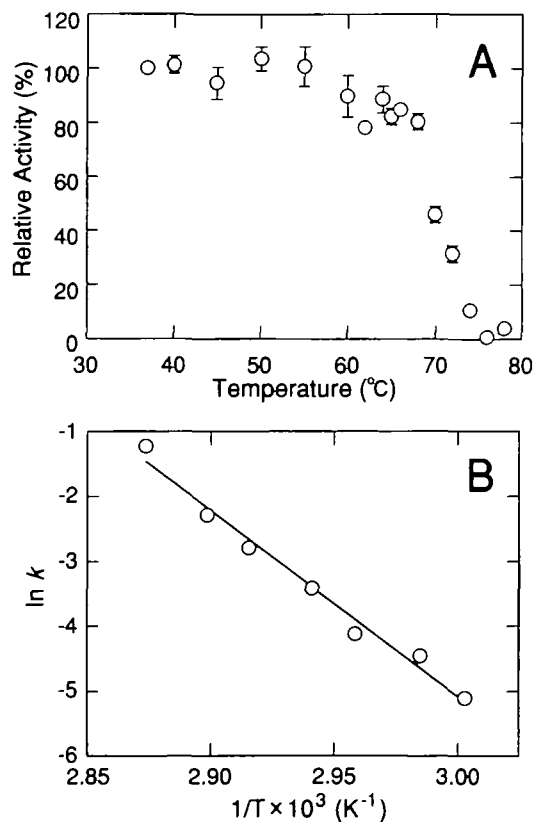 A
Relative Activity (%)
120
100
80
60
40
20
0
30 40 50 60 70 80
Temperature (℃)
B
ln k
-1
-2
-3
-4
-5
-6
2.85 2.90 2.95 3.00
1/T × 10³ (K⁻¹)